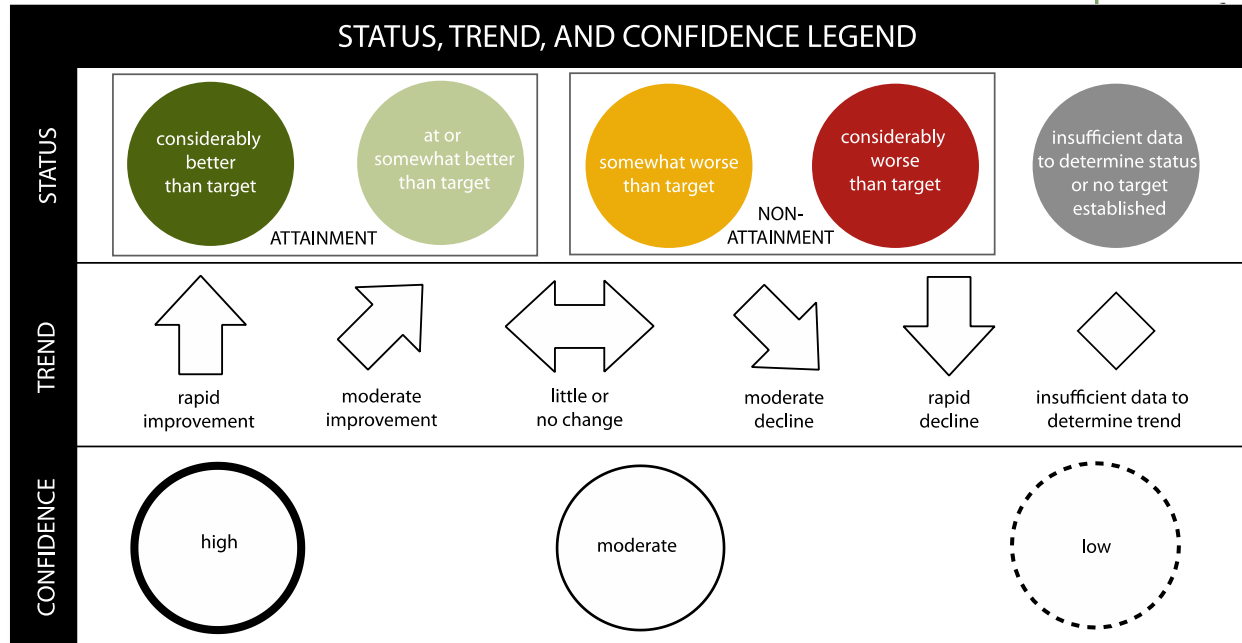 STATUS, TREND, AND CONFIDENCE LEGEND
STATUS
considerably
better
than target
at or
somewhat better
than target
ATTAINMENT
somewhat worse
than target
considerably
worse
than target
NON-
ATTAINMENT
insufficient data
to determine status
or no target
established
TREND
rapid
improvement
moderate
improvement
little or
no change
moderate
decline
rapid
decline
insufficient data to
determine trend
CONFIDENCE
high
moderate
low